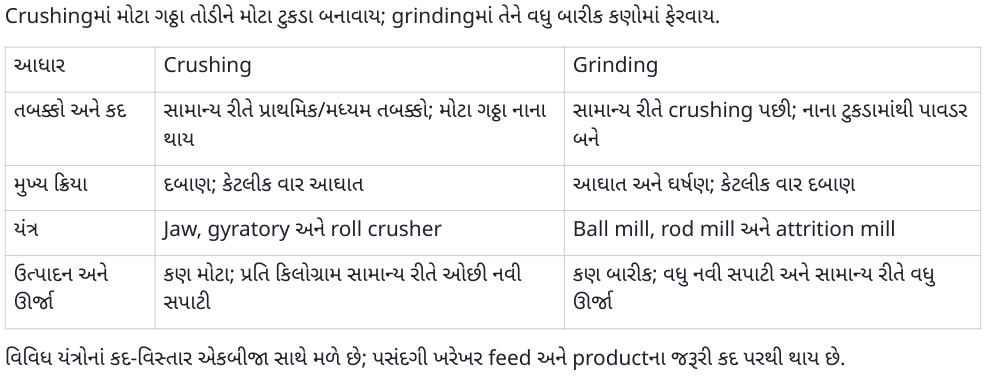 Crushingમાં મોટા ગઠ્ઠા તોડીને મોટા ટુકડા બનાવાય; grindingમાં તેને વધુ બારીક કણોમાં ફેરવાય.
આધાર Crushing Grinding
તબક્કો અને કદ સામાન્ય રીતે પ્રાથમિક/મધ્યમ તબક્કો; મોટા ગઠ્ઠા નાના સામાન્ય રીતે crushing પછી; નાના ટુકડામાંથી પાવડર
થાય બને
મુખ્ય ક્રિયા દબાણ; કેટલીક વાર આઘાત આઘાત અને ઘર્ષણ; કેટલીક વાર દબાણ
યંત્ર Jaw, gyratory અને roll crusher Ball mill, rod mill અને attrition mill
ઉત્પાદન અને કણ મોટા; પ્રતિ કિલોગ્રામ સામાન્ય રીતે ઓછી નવી કણ બારીક; વધુ નવી સપાટી અને સામાન્ય રીતે વધુ
ઊર્જા સપાટી ઊર્જા
વિવિધ યંત્રોનાં કદ-વિસ્તાર એકબીજા સાથે મળે છે; પસંદગી ખરેખર feed અને productના જરૂરી કદ પરથી થાય છે.